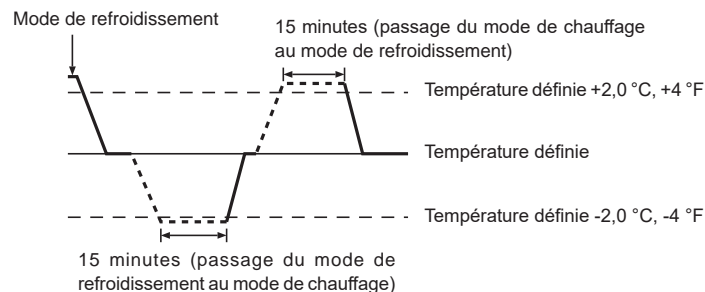 Mode de refroidissement
15 minutes (passage du mode de chauffage
au mode de refroidissement)
Température définie +2,0 °C, +4 °F
Température définie
Température définie -2,0 °C, -4 °F
15 minutes (passage du mode de
refroidissement au mode de chauffage)